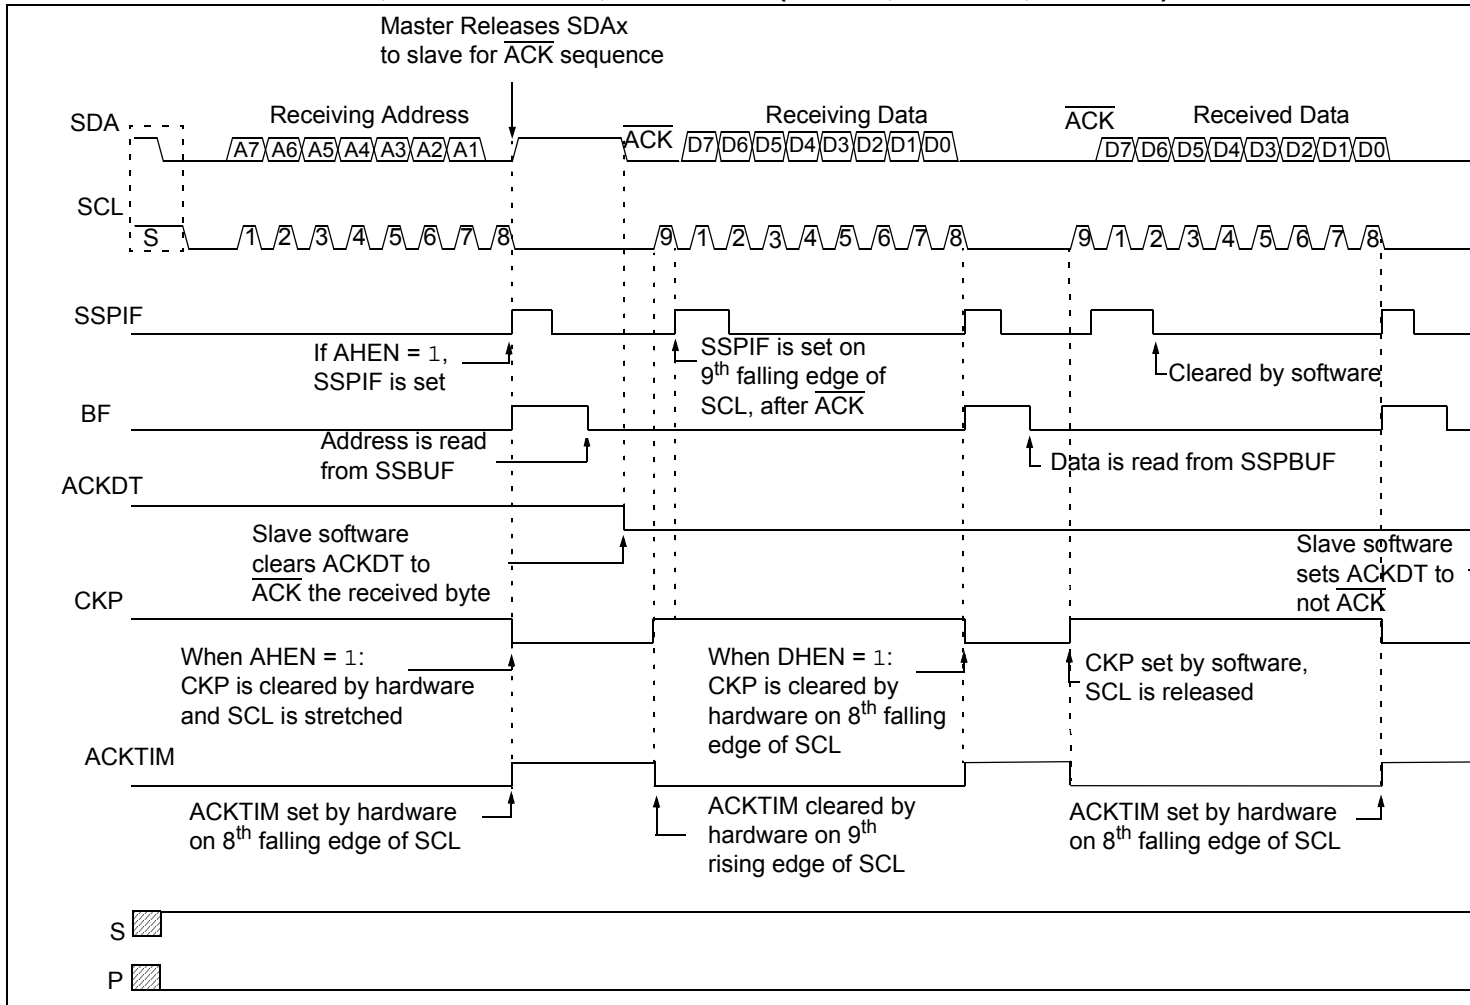 Master Releases SDAx
to slave for ACK sequence
SDA
Receiving Address
ACK
Receiving Data
ACK
Received Data
A7 A6 A5 A4 A3 A2 A1
D7 D6 D5 D4 D3 D2 D1 D0
D7 D6 D5 D4 D3 D2 D1 D0
SCL
S
1 2 3 4 5 6 7 8
9 1 2 3 4 5 6 7 8
9 1 2 3 4 5 6 7 8
SSPIF
If AHEN = 1,
SSPIF is set
SSPIF is set on
9th falling edge of
SCL, after ACK
Cleared by software
BF
Address is read
from SSBUF
Data is read from SSPBUF
ACKDT
Slave software
clears ACKDT to
ACK the received byte
Slave software
sets ACKDT to
not ACK
CKP
When AHEN = 1:
CKP is cleared by hardware
and SCL is stretched
When DHEN = 1:
CKP is cleared by
hardware on 8th falling
edge of SCL
CKP set by software,
SCL is released
ACKTIM
ACKTIM set by hardware
on 8th falling edge of SCL
ACKTIM cleared by
hardware on 9th
rising edge of SCL
ACKTIM set by hardware
on 8th falling edge of SCL
S
P